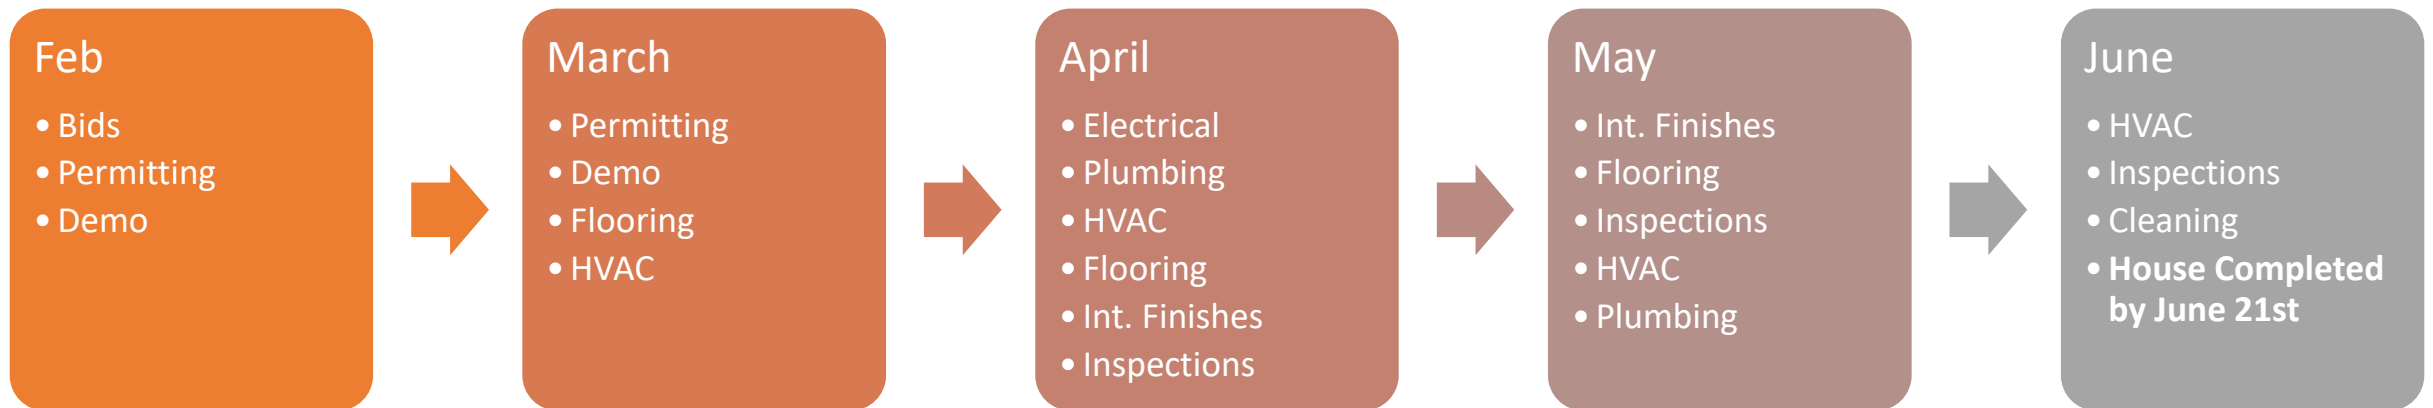 Feb
• Bids
• Permitting
• Demo
March
• Permitting
• Demo
• Flooring
• HVAC
April
• Electrical
• Plumbing
• HVAC
• Flooring
• Int. Finishes
• Inspections
May
• Int. Finishes
• Flooring
• Inspections
• HVAC
• Plumbing
June
• HVAC
• Inspections
• Cleaning
• House Completed
by June 21st